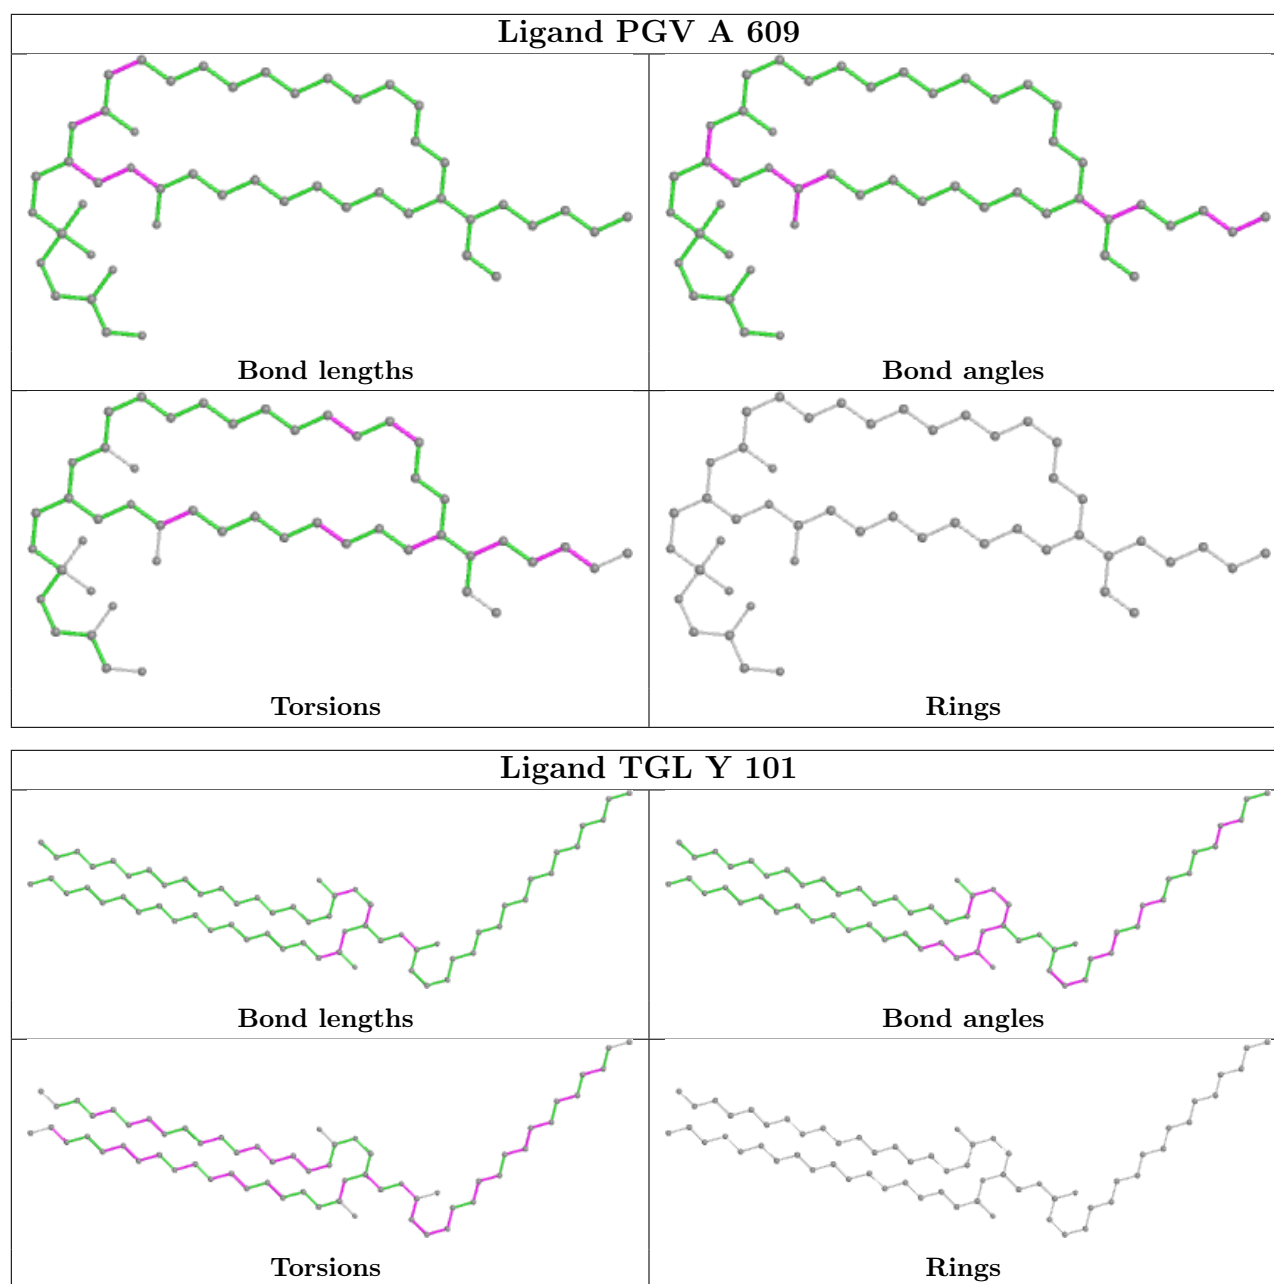 Ligand PGV A 609
Bond lengths
Bond angles
Torsions
Rings
Ligand TGL Y 101
Bond lengths
Bond angles
Torsions
Rings